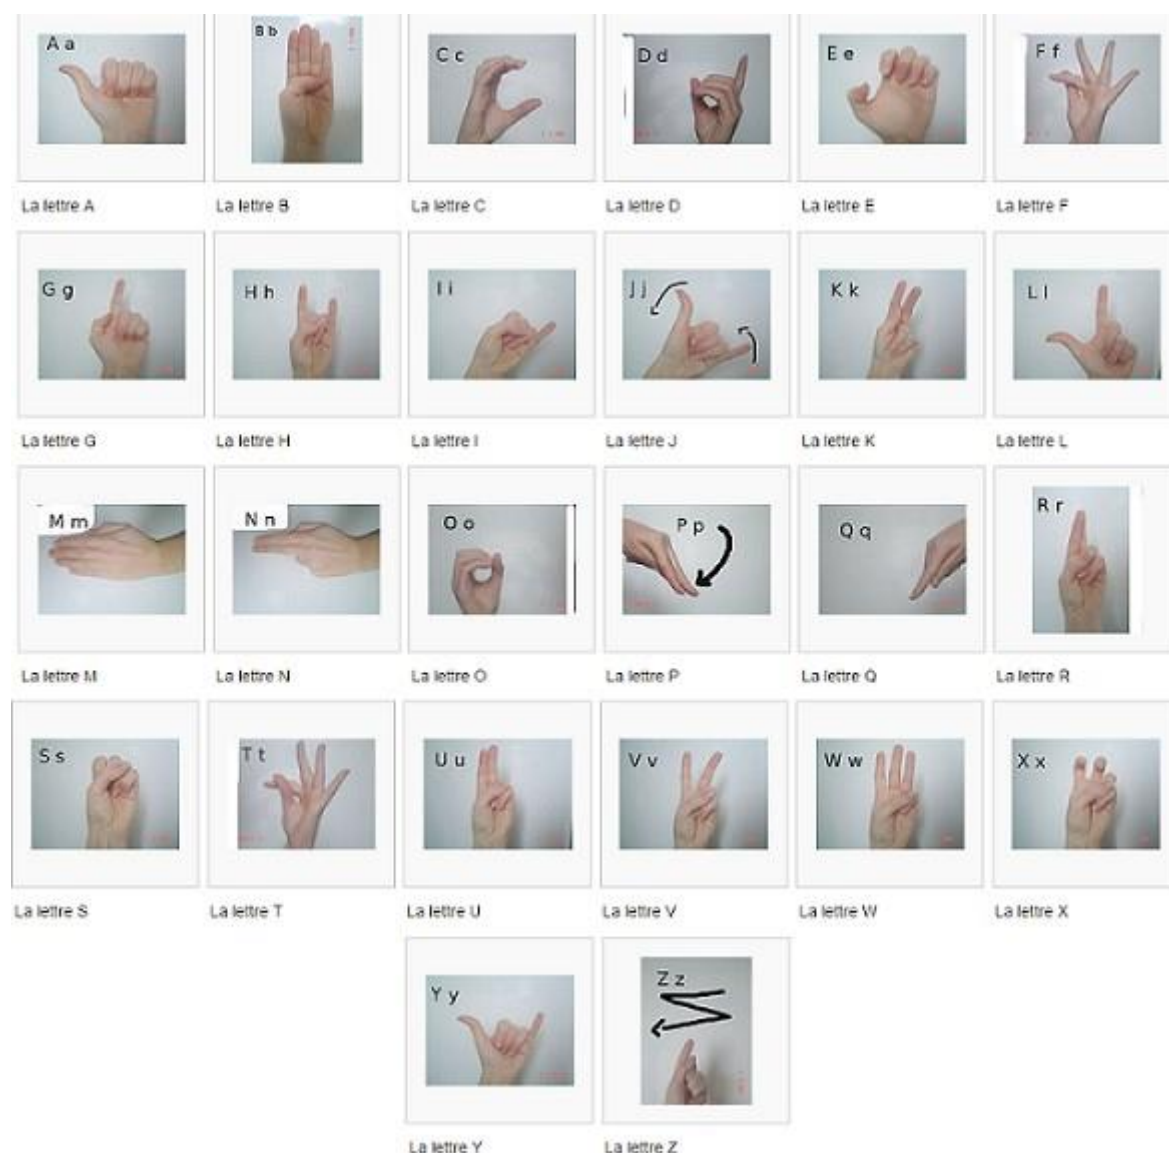 A a
B b
C c
D d
E e
F f
La lettre A
La lettre B
La lettre C
La lettre D
La lettre E
La lettre F
G g
H h
I i
J j
K k
L l
La lettre G
La lettre H
La lettre I
La lettre J
La lettre K
La lettre L
M m
N n
O o
P p
Q q
R r
La lettre M
La lettre N
La lettre O
La lettre P
La lettre Q
La lettre R
S s
T t
U u
V v
W w
X x
La lettre S
La lettre T
La lettre U
La lettre V
La lettre W
La lettre X
Y y
Z z
La lettre Y
La lettre Z